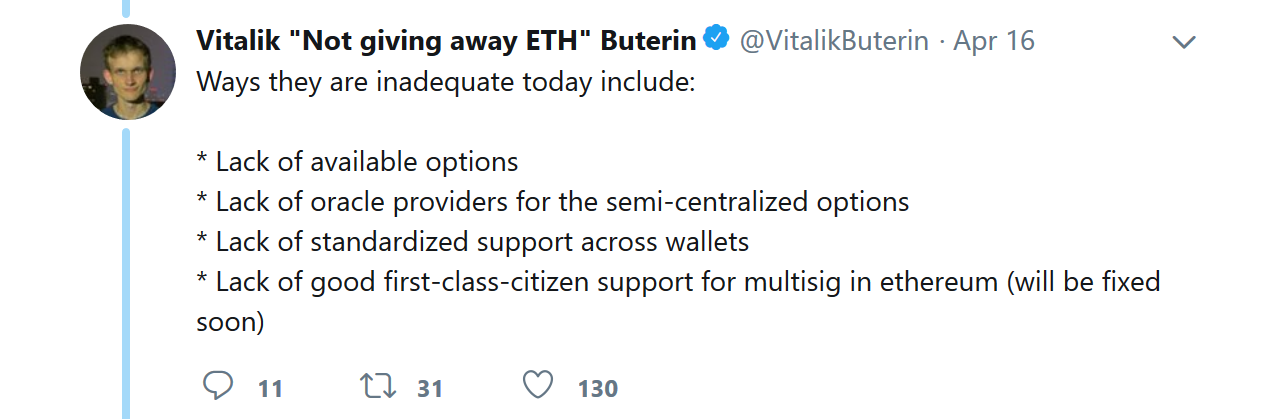 Vitalik "Not giving away ETH" Buterin @VitalikButerin · Apr 16
Ways they are inadequate today include:
* Lack of available options
* Lack of oracle providers for the semi-centralized options
* Lack of standardized support across wallets
* Lack of good first-class-citizen support for multisig in ethereum (will be fixed
soon)
11 31 130